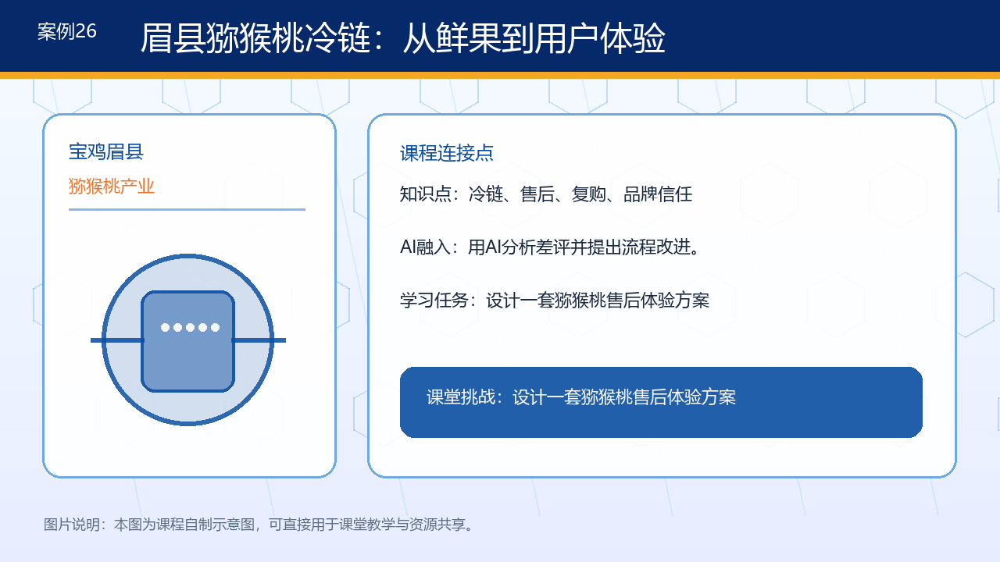 案例26
眉县猕猴桃冷链：从鲜果到用户体验
宝鸡眉县
猕猴桃产业
课程连接点
知识点：冷链、售后、复购、品牌信任
AI融入：用AI分析差评并提出流程改进。
学习任务：设计一套猕猴桃售后体验方案
课堂挑战：设计一套猕猴桃售后体验方案
图片说明：本图为课程自制示意图，可直接用于课堂教学与资源共享。